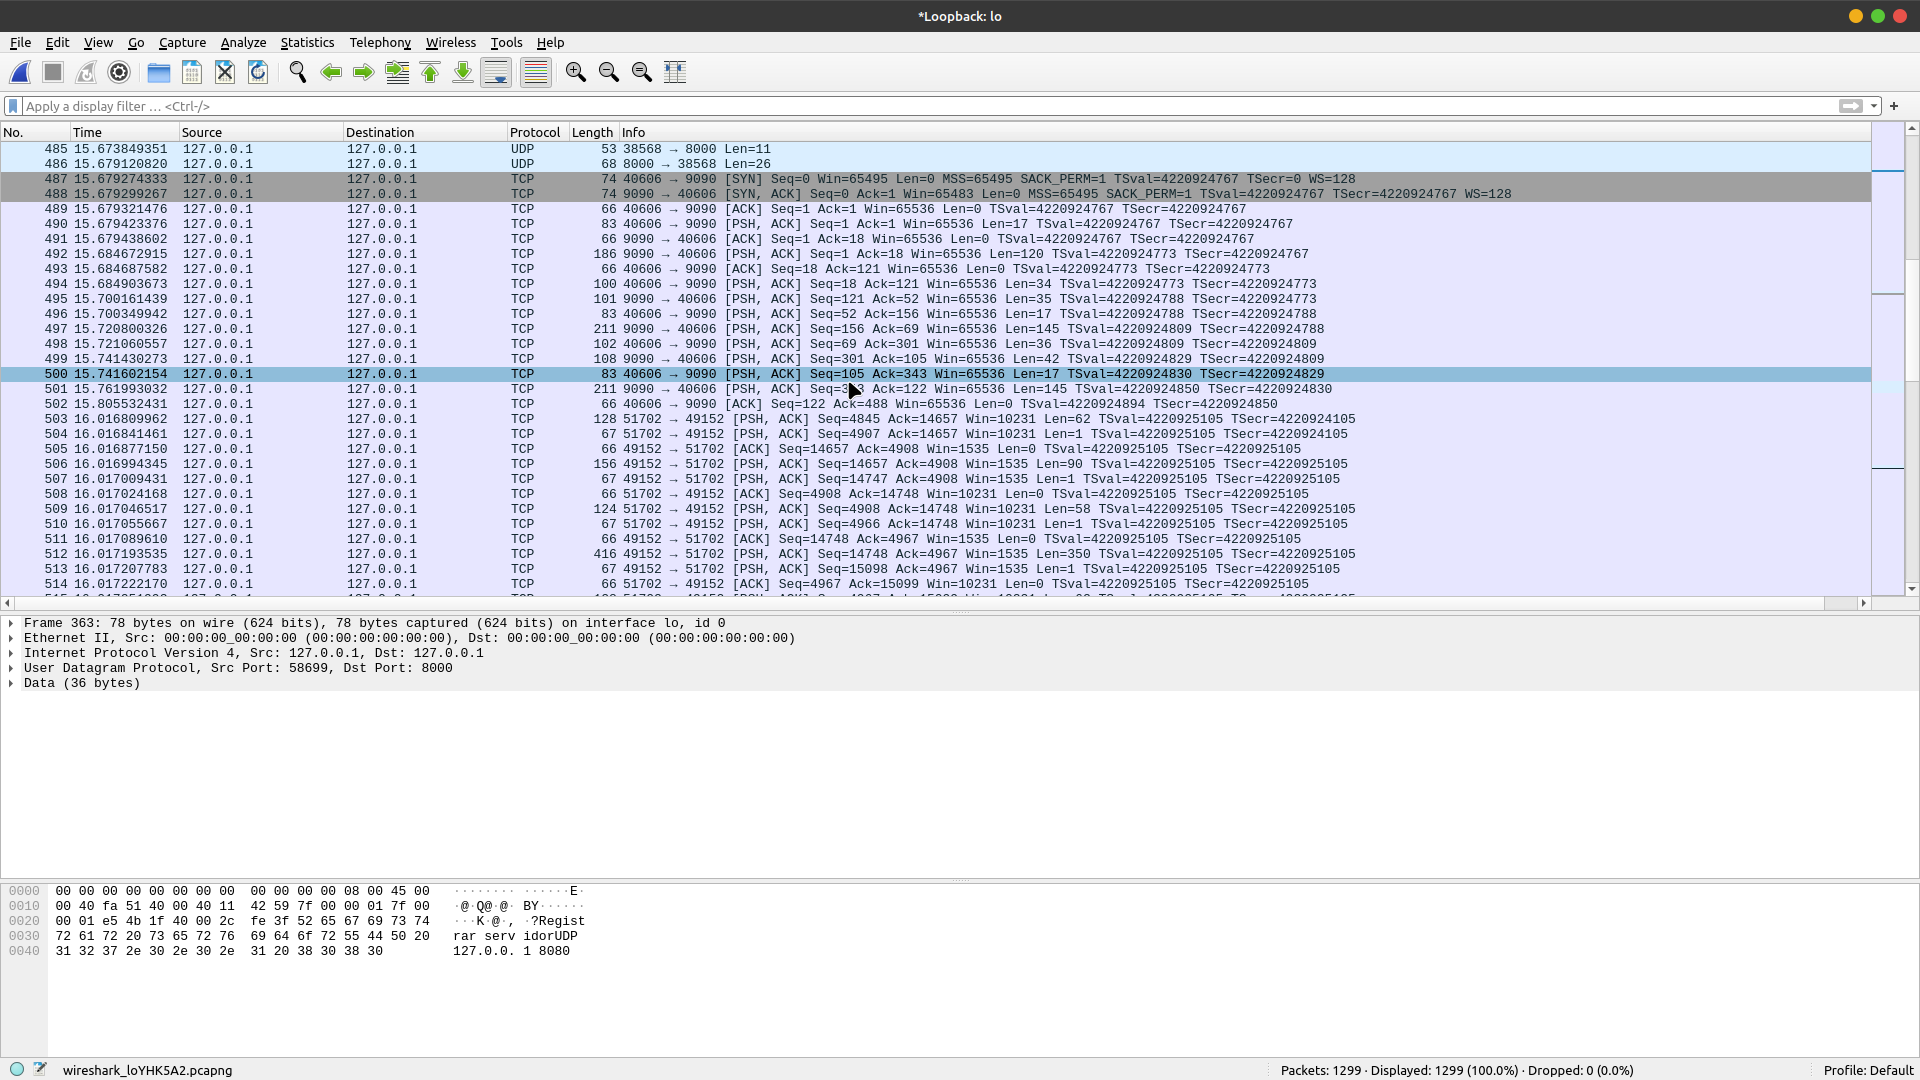 *Loopback: lo
File Edit View Go Capture Analyze Statistics Telephony Wireless Tools Help
Apply a display filter … <Ctrl-/>
No. Time Source Destination Protocol Length Info
485 15.673849351 127.0.0.1 127.0.0.1 UDP 53 38568 → 8000 Len=11
486 15.679120820 127.0.0.1 127.0.0.1 UDP 68 8000 → 38568 Len=26
487 15.679274333 127.0.0.1 127.0.0.1 TCP 74 40606 → 9090 [SYN] Seq=0 Win=65495 Len=0 MSS=65495 SACK_PERM=1 TSval=4220924767 TSecr=0 WS=128
488 15.679299267 127.0.0.1 127.0.0.1 TCP 74 9090 → 40606 [SYN, ACK] Seq=0 Ack=1 Win=65483 Len=0 MSS=65495 SACK_PERM=1 TSval=4220924767 TSecr=4220924767 WS=128
489 15.679321476 127.0.0.1 127.0.0.1 TCP 66 40606 → 9090 [ACK] Seq=1 Ack=1 Win=65536 Len=0 TSval=4220924767 TSecr=4220924767
490 15.679423376 127.0.0.1 127.0.0.1 TCP 83 40606 → 9090 [PSH, ACK] Seq=1 Ack=1 Win=65536 Len=17 TSval=4220924767 TSecr=4220924767
491 15.679438602 127.0.0.1 127.0.0.1 TCP 66 9090 → 40606 [ACK] Seq=1 Ack=18 Win=65536 Len=0 TSval=4220924767 TSecr=4220924767
492 15.684672915 127.0.0.1 127.0.0.1 TCP 186 9090 → 40606 [PSH, ACK] Seq=1 Ack=18 Win=65536 Len=120 TSval=4220924773 TSecr=4220924767
493 15.684687582 127.0.0.1 127.0.0.1 TCP 66 40606 → 9090 [ACK] Seq=18 Ack=121 Win=65536 Len=0 TSval=4220924773 TSecr=4220924773
494 15.684903673 127.0.0.1 127.0.0.1 TCP 100 40606 → 9090 [PSH, ACK] Seq=18 Ack=121 Win=65536 Len=34 TSval=4220924773 TSecr=4220924773
495 15.700161439 127.0.0.1 127.0.0.1 TCP 101 9090 → 40606 [PSH, ACK] Seq=121 Ack=52 Win=65536 Len=35 TSval=4220924788 TSecr=4220924773
496 15.700349942 127.0.0.1 127.0.0.1 TCP 83 40606 → 9090 [PSH, ACK] Seq=52 Ack=156 Win=65536 Len=17 TSval=4220924788 TSecr=4220924788
497 15.720800326 127.0.0.1 127.0.0.1 TCP 211 9090 → 40606 [PSH, ACK] Seq=156 Ack=69 Win=65536 Len=145 TSval=4220924809 TSecr=4220924788
498 15.721060557 127.0.0.1 127.0.0.1 TCP 102 40606 → 9090 [PSH, ACK] Seq=69 Ack=301 Win=65536 Len=36 TSval=4220924809 TSecr=4220924809
499 15.741430273 127.0.0.1 127.0.0.1 TCP 108 9090 → 40606 [PSH, ACK] Seq=301 Ack=105 Win=65536 Len=42 TSval=4220924829 TSecr=4220924809
500 15.741602154 127.0.0.1 127.0.0.1 TCP 83 40606 → 9090 [PSH, ACK] Seq=105 Ack=343 Win=65536 Len=17 TSval=4220924830 TSecr=4220924829
501 15.761993032 127.0.0.1 127.0.0.1 TCP 211 9090 → 40606 [PSH, ACK] Ack=122 Win=65536 Len=145 TSval=4220924850 TSecr=4220924830
502 15.805532431 127.0.0.1 127.0.0.1 TCP 66 40606 → 9090 [ACK] Seq=122 Ack=488 Win=65536 Len=0 TSval=4220924894 TSecr=4220924850
503 16.016809962 127.0.0.1 127.0.0.1 TCP 128 51702 → 49152 [PSH, ACK] Seq=4845 Ack=14657 Win=10231 Len=62 TSval=4220925105 TSecr=4220924105
504 16.016841461 127.0.0.1 127.0.0.1 TCP 67 51702 → 49152 [PSH, ACK] Seq=4907 Ack=14657 Win=10231 Len=1 TSval=4220925105 TSecr=4220924105
505 16.016877150 127.0.0.1 127.0.0.1 TCP 66 49152 → 51702 [ACK] Seq=14657 Ack=4908 Win=1535 Len=0 TSval=4220925105 TSecr=4220925105
506 16.016994345 127.0.0.1 127.0.0.1 TCP 156 49152 → 51702 [PSH, ACK] Seq=14657 Ack=4908 Win=1535 Len=90 TSval=4220925105 TSecr=4220925105
507 16.017009431 127.0.0.1 127.0.0.1 TCP 67 49152 → 51702 [PSH, ACK] Seq=14747 Ack=4908 Win=1535 Len=1 TSval=4220925105 TSecr=4220925105
508 16.017024168 127.0.0.1 127.0.0.1 TCP 66 51702 → 49152 [ACK] Seq=4908 Ack=14748 Win=10231 Len=0 TSval=4220925105 TSecr=4220925105
509 16.017046517 127.0.0.1 127.0.0.1 TCP 124 51702 → 49152 [PSH, ACK] Seq=4908 Ack=14748 Win=10231 Len=58 TSval=4220925105 TSecr=4220925105
510 16.017055667 127.0.0.1 127.0.0.1 TCP 67 51702 → 49152 [PSH, ACK] Seq=4966 Ack=14748 Win=10231 Len=1 TSval=4220925105 TSecr=4220925105
511 16.017089610 127.0.0.1 127.0.0.1 TCP 66 49152 → 51702 [ACK] Seq=14748 Ack=4967 Win=1535 Len=0 TSval=4220925105 TSecr=4220925105
512 16.017193535 127.0.0.1 127.0.0.1 TCP 416 49152 → 51702 [PSH, ACK] Seq=14748 Ack=4967 Win=1535 Len=350 TSval=4220925105 TSecr=4220925105
513 16.017207783 127.0.0.1 127.0.0.1 TCP 67 49152 → 51702 [PSH, ACK] Seq=15098 Ack=4967 Win=1535 Len=1 TSval=4220925105 TSecr=4220925105
514 16.017222170 127.0.0.1 127.0.0.1 TCP 66 51702 → 49152 [ACK] Seq=4967 Ack=15099 Win=10231 Len=0 TSval=4220925105 TSecr=4220925105
Frame 363: 78 bytes on wire (624 bits), 78 bytes captured (624 bits) on interface lo, id 0
Ethernet II, Src: 00:00:00_00:00:00 (00:00:00:00:00:00), Dst: 00:00:00_00:00:00 (00:00:00:00:00:00)
Internet Protocol Version 4, Src: 127.0.0.1, Dst: 127.0.0.1
User Datagram Protocol, Src Port: 58699, Dst Port: 8000
Data (36 bytes)
0000 00 00 00 00 00 00 00 00 00 00 00 00 08 00 45 00 ········ ······E·
0010 00 40 fa 51 40 00 40 11 42 59 7f 00 00 01 7f 00 ·@·Q@·@· BY······
0020 00 01 e5 4b 1f 40 00 2c fe 3f 52 65 67 69 73 74 ···K·@·, ·?Regist
0030 72 61 72 20 73 65 72 76 69 64 6f 72 55 44 50 20 rar serv idorUDP
0040 31 32 37 2e 30 2e 30 2e 31 20 38 30 38 30 127.0.0. 1 8080
wireshark_loYHK5A2.pcapng Packets: 1299 · Displayed: 1299 (100.0%) · Dropped: 0 (0.0%) Profile: Default